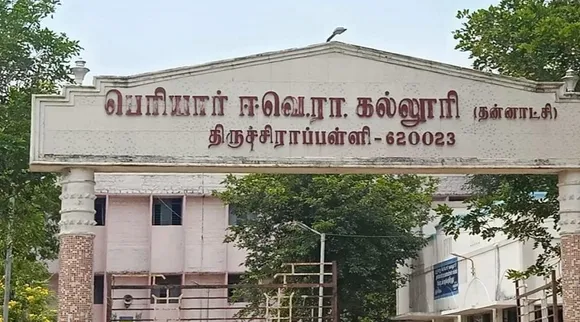 பெரியார் ஈ.வெ.ரா. கல்லூரி (தன்னாட்சி)
திருச்சிராப்பள்ளி - 620023